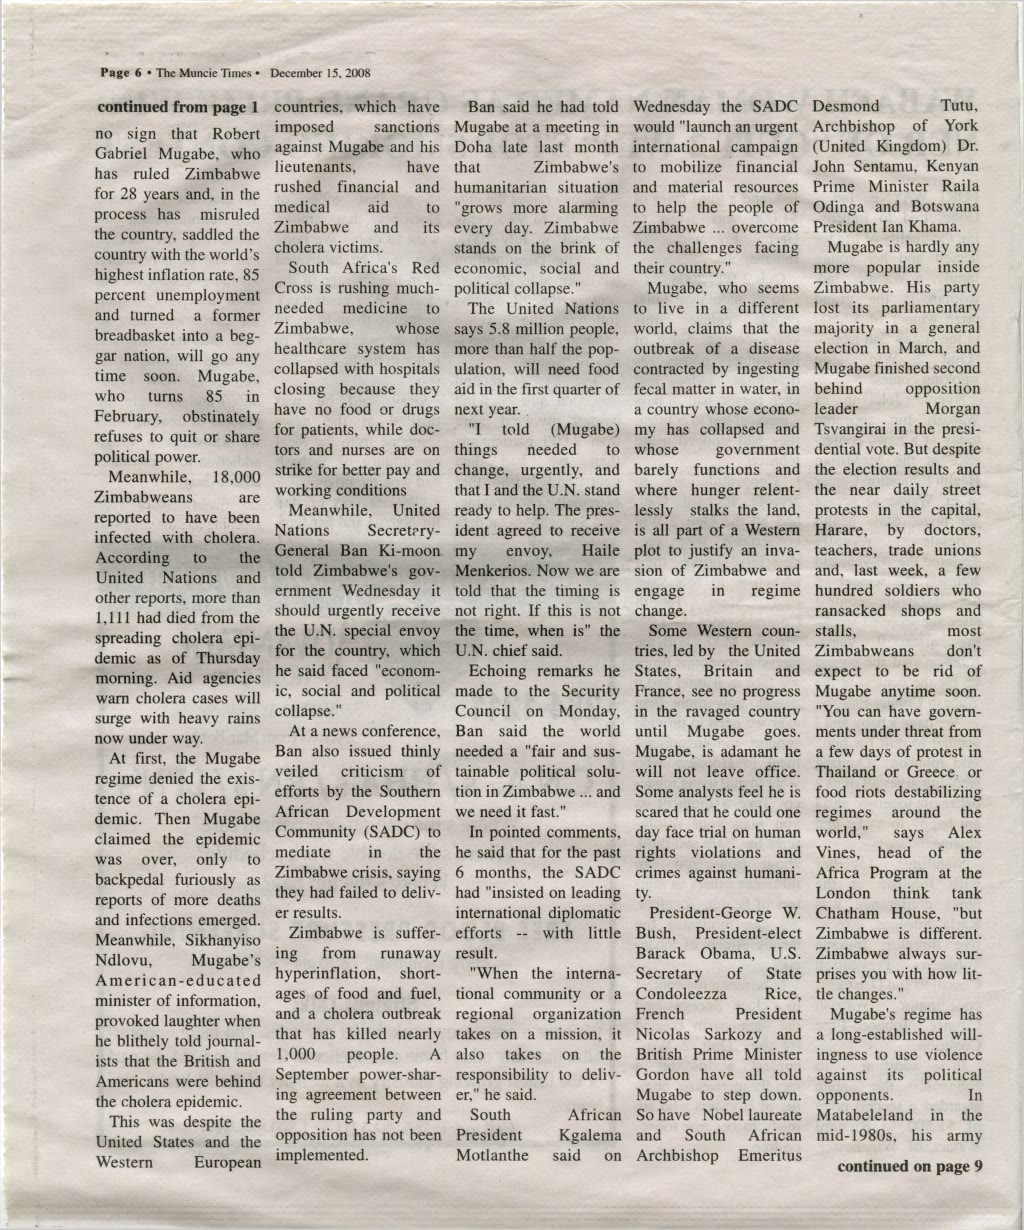 Page 6 • The Muncie Times • December 15, 2008
continued from page 1
no sign that Robert
Gabriel Mugabe, who
has ruled Zimbabwe
for 28 years and, in the
process has misruled
the country, saddled the
country with the world's
highest inflation rate, 85
percent unemployment
and turned a former
breadbasket into a beg-
gar nation, will go any
time soon. Mugabe,
who turns 85 in
February, obstinately
refuses to quit or share
political power.
Meanwhile, 18,000
Zimbabweans are
reported to have been
infected with cholera.
According to the
United Nations and
other reports, more than
1,111 had died from the
spreading cholera epi-
demic as of Thursday
morning. Aid agencies
warn cholera cases will
surge with heavy rains
now under way.
At first, the Mugabe
regime denied the exis-
tence of a cholera epi-
demic. Then Mugabe
claimed the epidemic
was over, only to
backpedal furiously as
reports of more deaths
and infections emerged.
Meanwhile, Sikhanyiso
Ndlovu, Mugabe's
American-educated
minister of information,
provoked laughter when
he blithely told journal-
ists that the British and
Americans were behind
the cholera epidemic.
This was despite the
United States and the
Western European
countries, which have
imposed sanctions
against Mugabe and his
lieutenants, have
rushed financial and
medical aid to
Zimbabwe and its
cholera victims.
South Africa's Red
Cross is rushing much-
needed medicine to
Zimbabwe, whose
healthcare system has
collapsed with hospitals
closing because they
have no food or drugs
for patients, while doc-
tors and nurses are on
strike for better pay and
working conditions
Meanwhile, United
Nations Secretary-
General Ban Ki-moon
told Zimbabwe's gov-
ernment Wednesday it
should urgently receive
the U.N. special envoy
for the country, which
he said faced "econom-
ic, social and political
collapse."
At a news conference,
Ban also issued thinly
veiled criticism of
efforts by the Southern
African Development
Community (SADC) to
mediate in the
Zimbabwe crisis, saying
they had failed to deliv-
er results.
Zimbabwe is suffer-
ing from runaway
hyperinflation, short-
ages of food and fuel,
and a cholera outbreak
that has killed nearly
1,000 people. A
September power-shar-
ing agreement between
the ruling party and
opposition has not been
implemented.
Ban said he had told
Mugabe at a meeting in
Doha late last month
that Zimbabwe's
humanitarian situation
"grows more alarming
every day. Zimbabwe
stands on the brink of
economic, social and
political collapse."
The United Nations
says 5.8 million people,
more than half the pop-
ulation, will need food
aid in the first quarter of
next year.
"I told (Mugabe)
things needed to
change, urgently, and
that I and the U.N. stand
ready to help. The pres-
ident agreed to receive
my envoy, Haile
Menkerios. Now we are
told that the timing is
not right. If this is not
the time, when is" the
U.N. chief said.
Echoing remarks he
made to the Security
Council on Monday,
Ban said the world
needed a "fair and sus-
tainable political solu-
tion in Zimbabwe ... and
we need it fast."
In pointed comments,
he said that for the past
6 months, the SADC
had "insisted on leading
international diplomatic
efforts -- with little
result.
"When the interna-
tional community or a
regional organization
takes on a mission, it
also takes on the
responsibility to deliv-
er," he said.
South African
President Kgalema
Motlanthe said on
Wednesday the SADC
would "launch an urgent
international campaign
to mobilize financial
and material resources
to help the people of
Zimbabwe ... overcome
the challenges facing
their country."
Mugabe, who seems
to live in a different
world, claims that the
outbreak of a disease
contracted by ingesting
fecal matter in water, in
a country whose econo-
my has collapsed and
whose government
barely functions and
where hunger relent-
lessly stalks the land,
is all part of a Western
plot to justify an inva-
sion of Zimbabwe and
engage in regime
change.
Some Western coun-
tries, led by the United
States, Britain and
France, see no progress
in the ravaged country
until Mugabe goes.
Mugabe, is adamant he
will not leave office.
Some analysts feel he is
scared that he could one
day face trial on human
rights violations and
crimes against humani-
ty.
President-George W.
Bush, President-elect
Barack Obama, U.S.
Secretary of State
Condoleezza Rice,
French President
Nicolas Sarkozy and
British Prime Minister
Gordon have all told
Mugabe to step down.
So have Nobel laureate
and South African
Archbishop Emeritus
Desmond Tutu,
Archbishop of York
(United Kingdom) Dr.
John Sentamu, Kenyan
Prime Minister Raila
Odinga and Botswana
President Ian Khama.
Mugabe is hardly any
more popular inside
Zimbabwe. His party
lost its parliamentary
majority in a general
election in March, and
Mugabe finished second
behind opposition
leader Morgan
Tsvangirai in the presi-
dential vote. But despite
the election results and
the near daily street
protests in the capital,
Harare, by doctors,
teachers, trade unions
and, last week, a few
hundred soldiers who
ransacked shops and
stalls, most
Zimbabweans don't
expect to be rid of
Mugabe anytime soon.
"You can have govern-
ments under threat from
a few days of protest in
Thailand or Greece or
food riots destabilizing
regimes around the
world," says Alex
Vines, head of the
Africa Program at the
London think tank
Chatham House, "but
Zimbabwe is different.
Zimbabwe always sur-
prises you with how lit-
tle changes."
Mugabe's regime has
a long-established will-
ingness to use violence
against its political
opponents. In
Matabeleland in the
mid-1980s, his army
continued on page 9